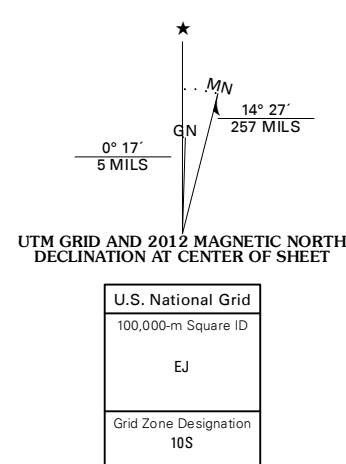 ★
MN
GN
14° 27´
257 MILS
0° 17´
5 MILS
UTM GRID AND 2012 MAGNETIC NORTH
DECLINATION AT CENTER OF SHEET
U.S. National Grid
100,000-m Square ID
EJ
Grid Zone Designation
10S